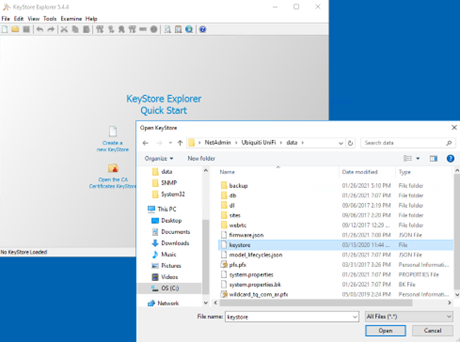 KeyStore Explorer 5.4.4
File Edit View Tools Examine Help
KeyStore Explorer
Quick Start
Create a
new KeyStore
Open the CA
Certificates KeyStore
No KeyStore Loaded
Open KeyStore
NetAdmin > Ubiquiti UniFi > data >
Search data
Organize
New folder
Name
Date modified
Type
data
SNMP
System32
This PC
Desktop
Documents
Downloads
Music
Pictures
Videos
OS (C:)
Network
backup 01/26/2021 5:10 PM File folder
db 01/26/2021 7:07 PM File folder
dl 09/06/2017 2:19 PM File folder
sites 09/06/2017 2:20 PM File folder
webrtc 09/12/2017 12:29 ... File folder
firmware.json 01/26/2021 7:08 PM JSON File
keystore 03/13/2020 11:44 ... File
model_lifecycles.json 01/26/2021 7:07 PM JSON File
pfx.pfx 03/31/2017 3:26 PM Personal Informati...
system.properties 01/26/2021 7:07 PM PROPERTIES File
system.properties.bk 01/26/2021 7:07 PM BK File
wildcard_tq_com_er.pfx 05/03/2019 2:24 PM Personal Informati...
File name:
keystore
All Files (*.*)
Open
Cancel